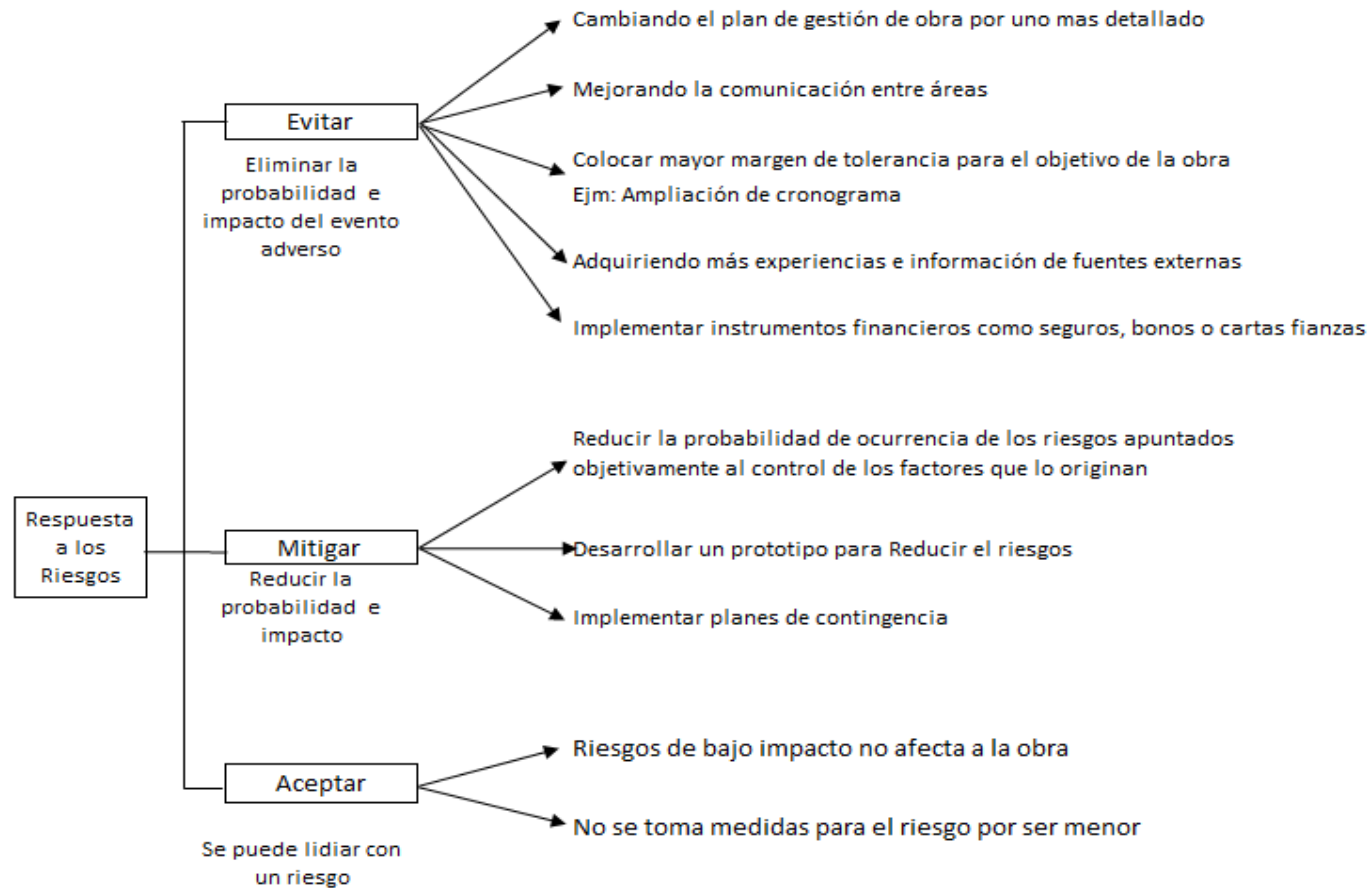 Respuesta
a los
Riesgos
Evitar
Eliminar la
probabilidad e
impacto del evento
adverso
Cambiando el plan de gestión de obra por uno mas detallado
Mejorando la comunicación entre áreas
Colocar mayor margen de tolerancia para el objetivo de la obra
Ejm: Ampliación de cronograma
Adquiriendo más experiencias e información de fuentes externas
Implementar instrumentos financieros como seguros, bonos o cartas fianzas
Mitigar
Reducir la
probabilidad e
impacto
Reducir la probabilidad de ocurrencia de los riesgos apuntados
objetivamente al control de los factores que lo originan
Desarrollar un prototipo para Reducir el riesgos
Implementar planes de contingencia
Aceptar
Se puede lidiar con
un riesgo
Riesgos de bajo impacto no afecta a la obra
No se toma medidas para el riesgo por ser menor